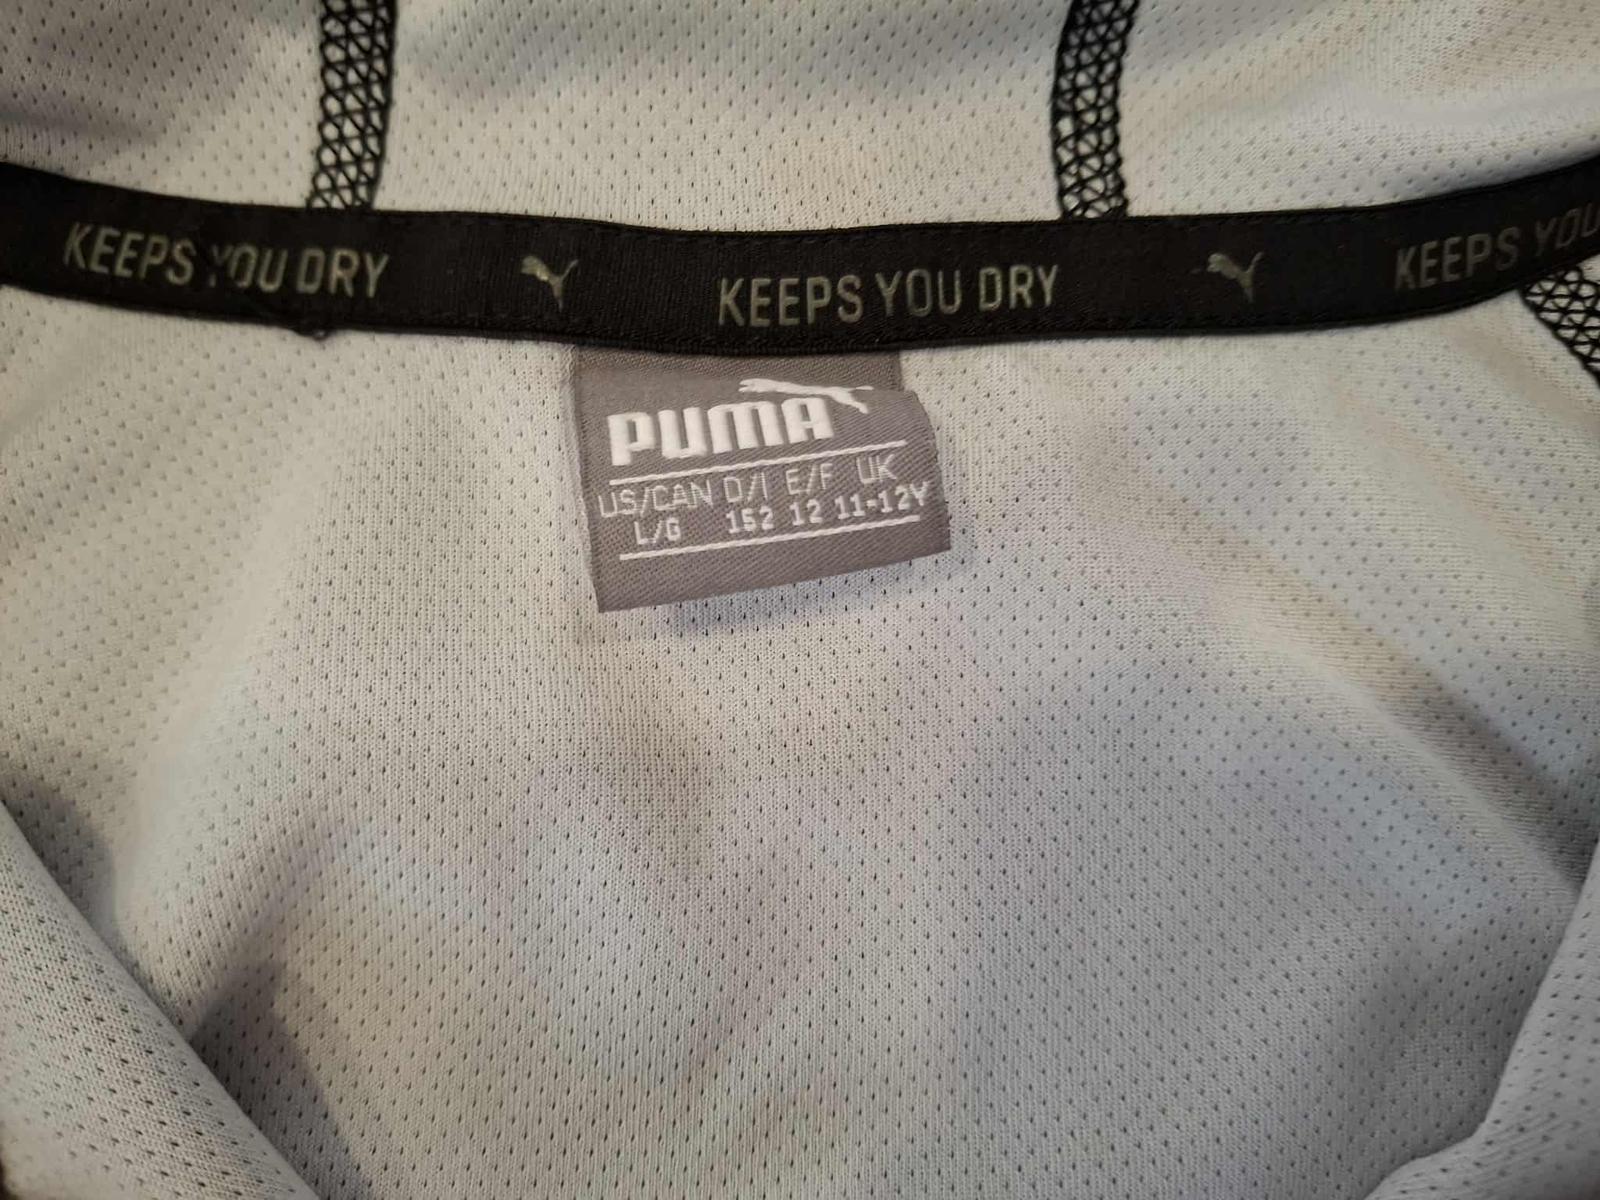 KEEPS YOU DRY KEEPS YOU DRY KEEPS YOU
PUMA
US/CAN D/I E/F UK
L/G 152 12 11-12Y